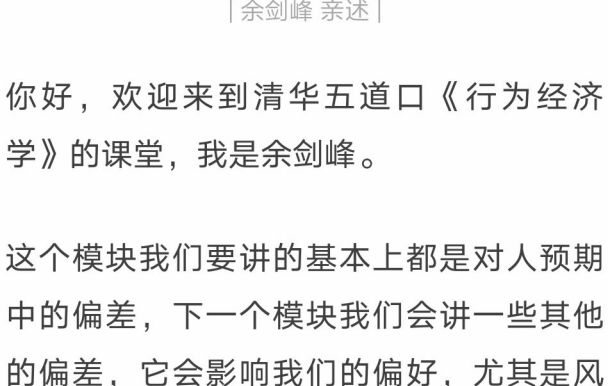 | 余剑峰 亲述 |
你好，欢迎来到清华五道口《行为经济
学》的课堂，我是余剑峰。
这个模块我们要讲的基本上都是对人预期
中的偏差，下一个模块我们会讲一些其他
的偏差，它会影响我们的偏好，尤其是风